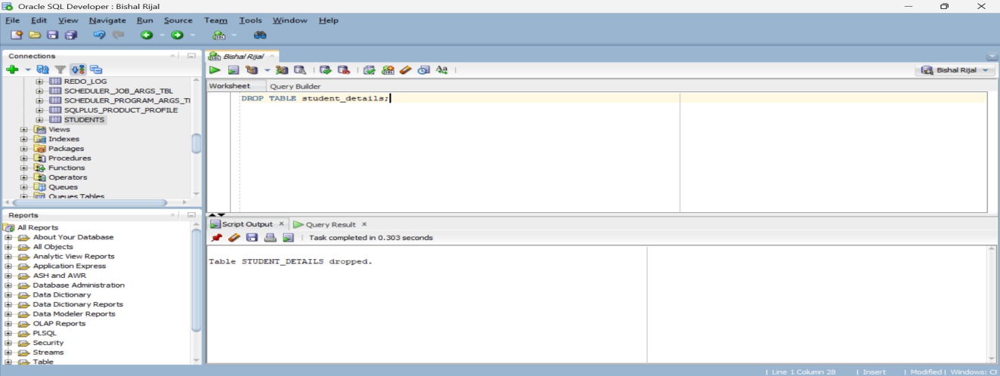 Oracle SQL Developer : Bishal Rijal
File Edit View Navigate Run Source Team Tools Window Help
Connections
REDO_LOG
SCHEDULER_JOB_ARGS_TBL
SCHEDULER_PROGRAM_ARGS_TI
SQLPLUS_PRODUCT_PROFILE
STUDENTS
Views
Indexes
Packages
Procedures
Functions
Operators
Queues
Queues Tables
Reports
All Reports
About Your Database
All Objects
Analytic View Reports
Application Express
ASH and AWR
Database Administration
Data Dictionary
Data Dictionary Reports
Data Modeler Reports
OLAP Reports
PLSQL
Security
Streams
Table
Bishal Rijal
Bishal Rijal
Worksheet Query Builder
DROP TABLE student_details;
Script Output Query Result
Task completed in 0.303 seconds
Table STUDENT_DETAILS dropped.
Line 1 Column 28 Insert Modified Windows: Cl